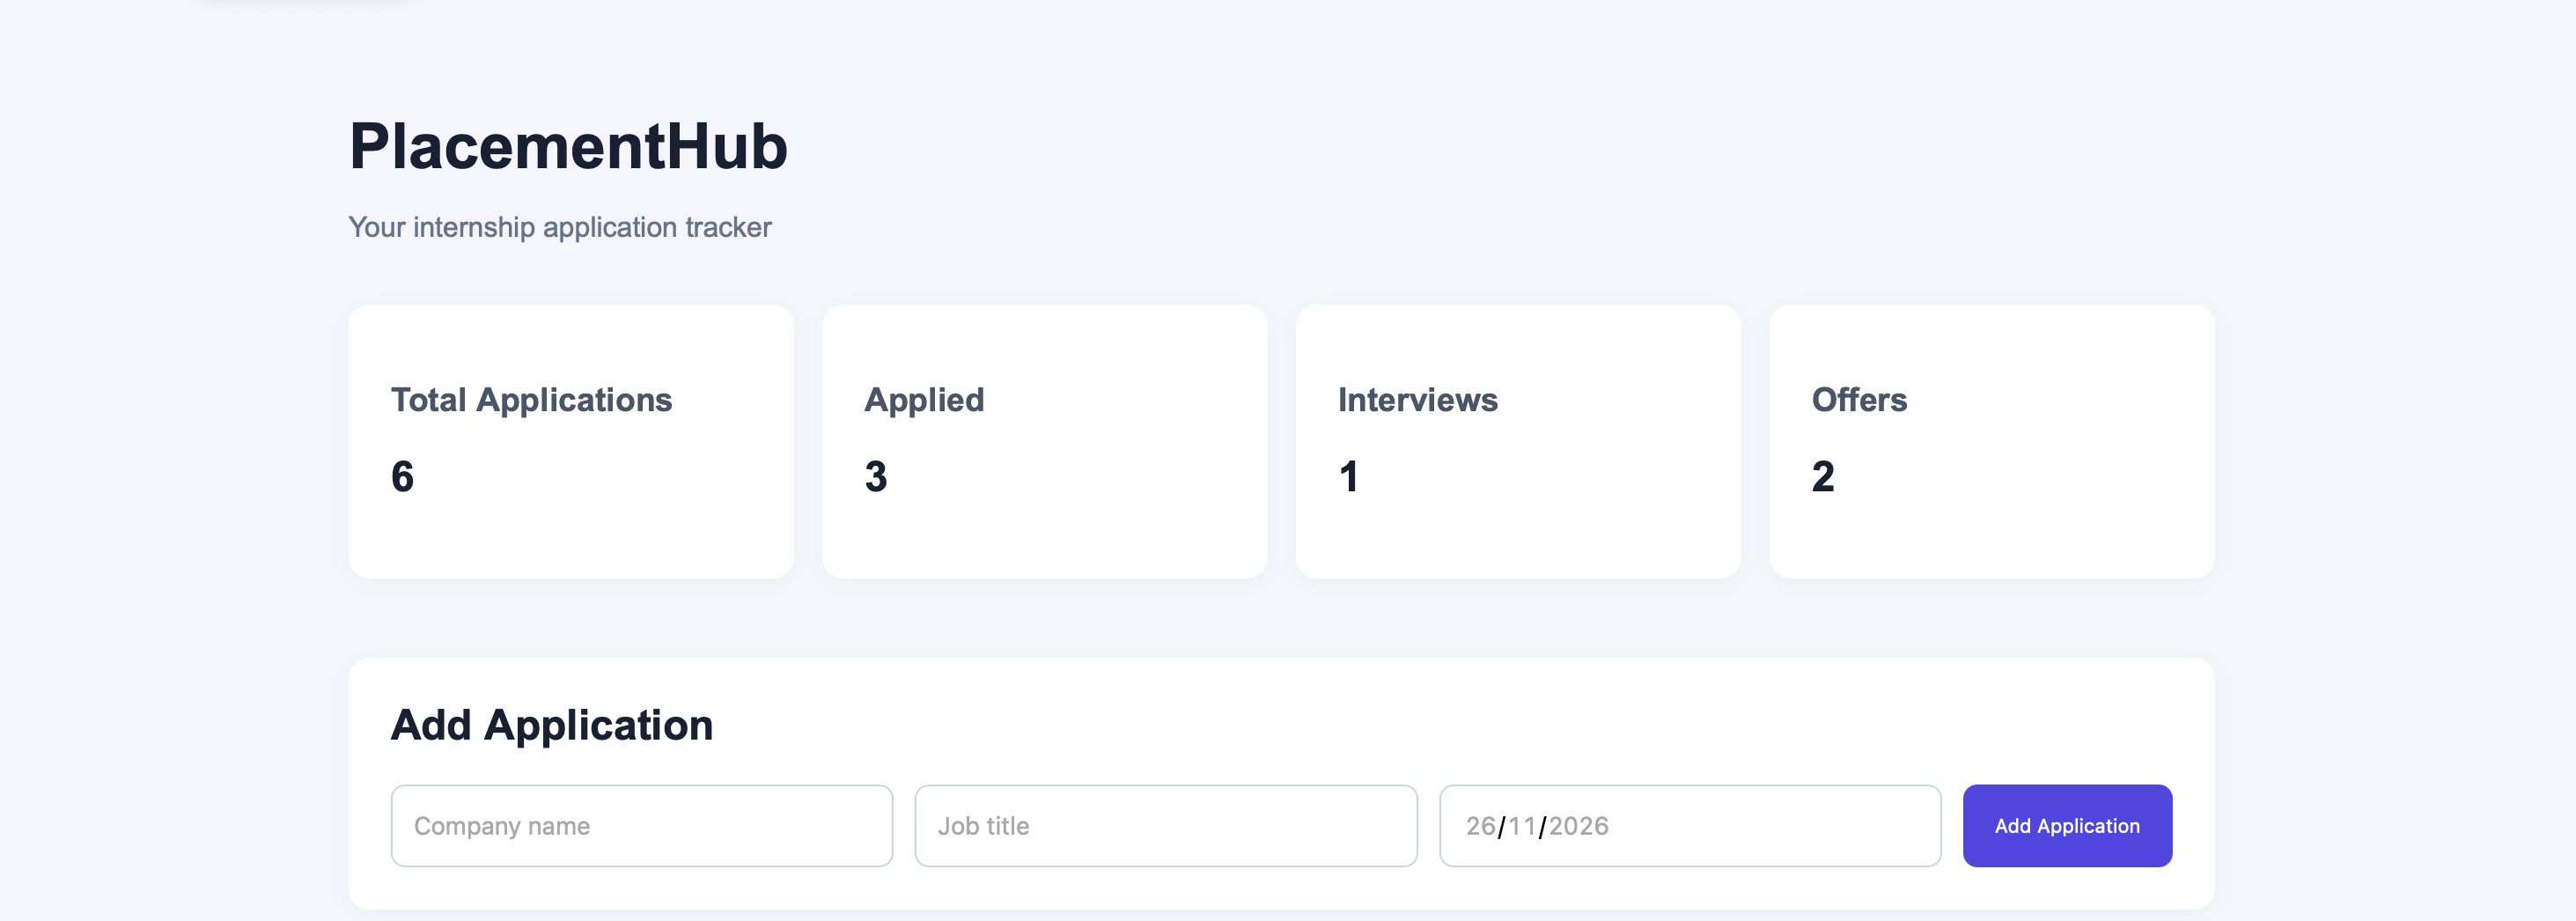 PlacementHub
Your internship application tracker
Total Applications
6
Applied
3
Interviews
1
Offers
2
Add Application
Company name
Job title
26/11/2026
Add Application